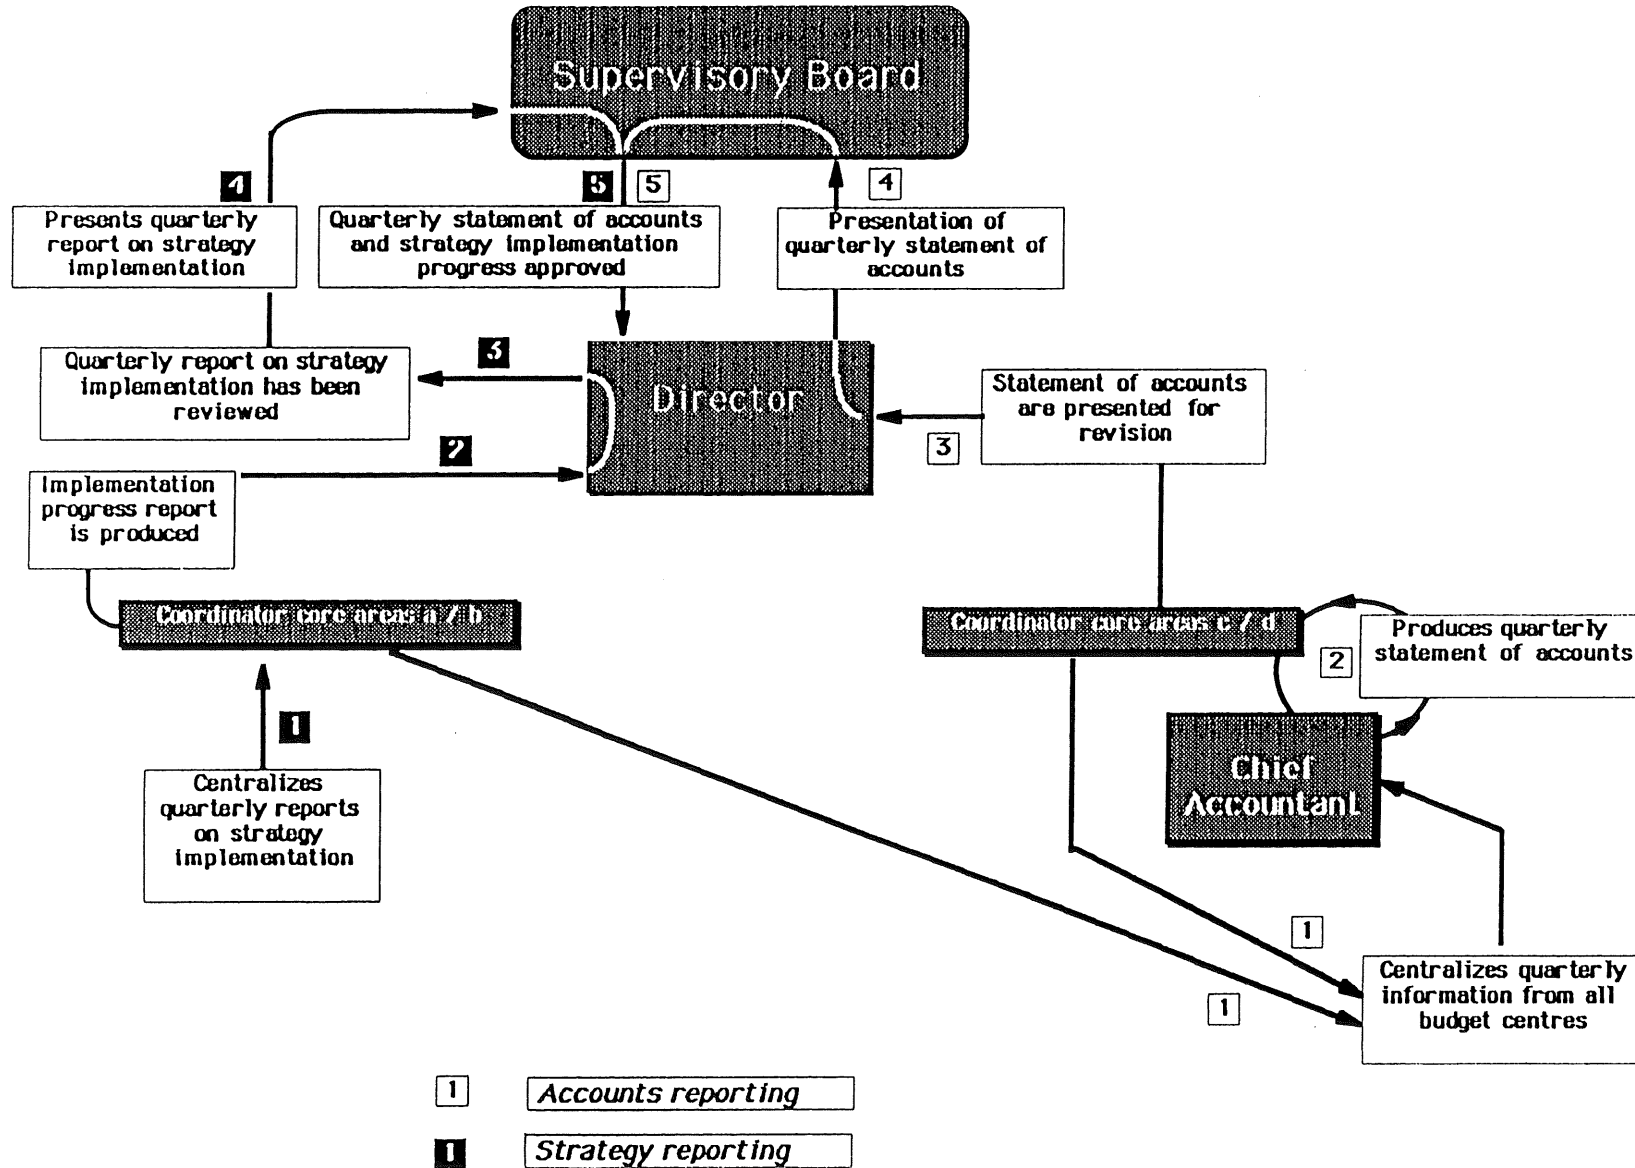 Supervisory Board
4
5
5
4
Presents quarterly
report on strategy
implementation
Quarterly statement of accounts
and strategy implementation
progress approved
Presentation of
quarterly statement of
accounts
Quarterly report on strategy
implementation has been
reviewed
3
Director
Statement of accounts
are presented for
revision
3
2
Implementation
progress report
is produced
Coordinator core areas a / b
Coordinator core areas c / d
Produces quarterly
statement of accounts
2
1
Chief
Accountant
Centralizes
quarterly reports
on strategy
implementation
1
1
Centralizes quarterly
information from all
budget centres
1
Accounts reporting
1
Strategy reporting